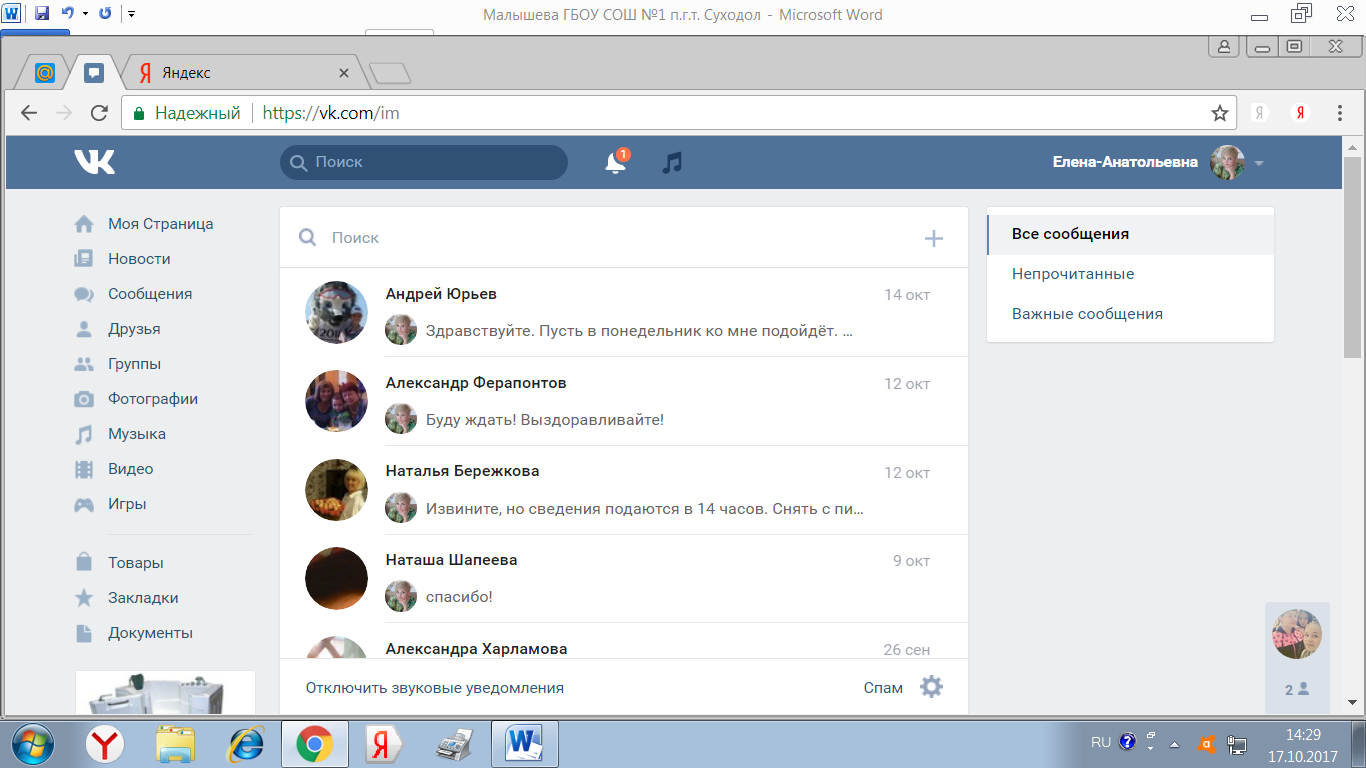 Малышева ГБОУ СОШ №1 п.г.т. Суходол - Microsoft Word
Яндекс
Надежный https://vk.com/im
Поиск
1
Елена-Анатольевна
Моя Страница
Новости
Сообщения
Друзья
Группы
Фотографии
Музыка
Видео
Игры
Товары
Закладки
Документы
Поиск
Андрей Юрьев 14 окт
Здравствуйте. Пусть в понедельник ко мне подойдёт. ...
Александр Ферапонтов 12 окт
Буду ждать! Выздоравливайте!
Наталья Бережкова 12 окт
Извините, но сведения подаются в 14 часов. Снять с пи...
Наташа Шапеева 9 окт
спасибо!
Александра Харламова 26 сен
Отключить звуковые уведомления Спам
Все сообщения
Непрочитанные
Важные сообщения
2
RU 14:29
17.10.2017